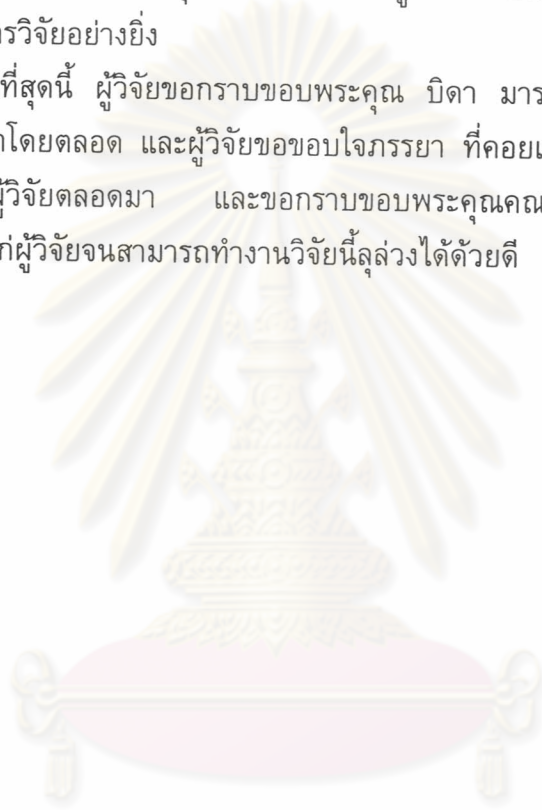 รวิจัยอย่างยิ่ง
ที่สุดนี้ ผู้วิจัยขอกราบขอบพระคุณ บิดา มาร
โดยตลอด และผู้วิจัยขอขอบใจภรรยา ที่คอยเ
ผู้วิจัยตลอดมา และขอกราบขอบพระคุณคณ
ก่ผู้วิจัยจนสามารถทำงานวิจัยนี้ลุล่วงได้ด้วยดี